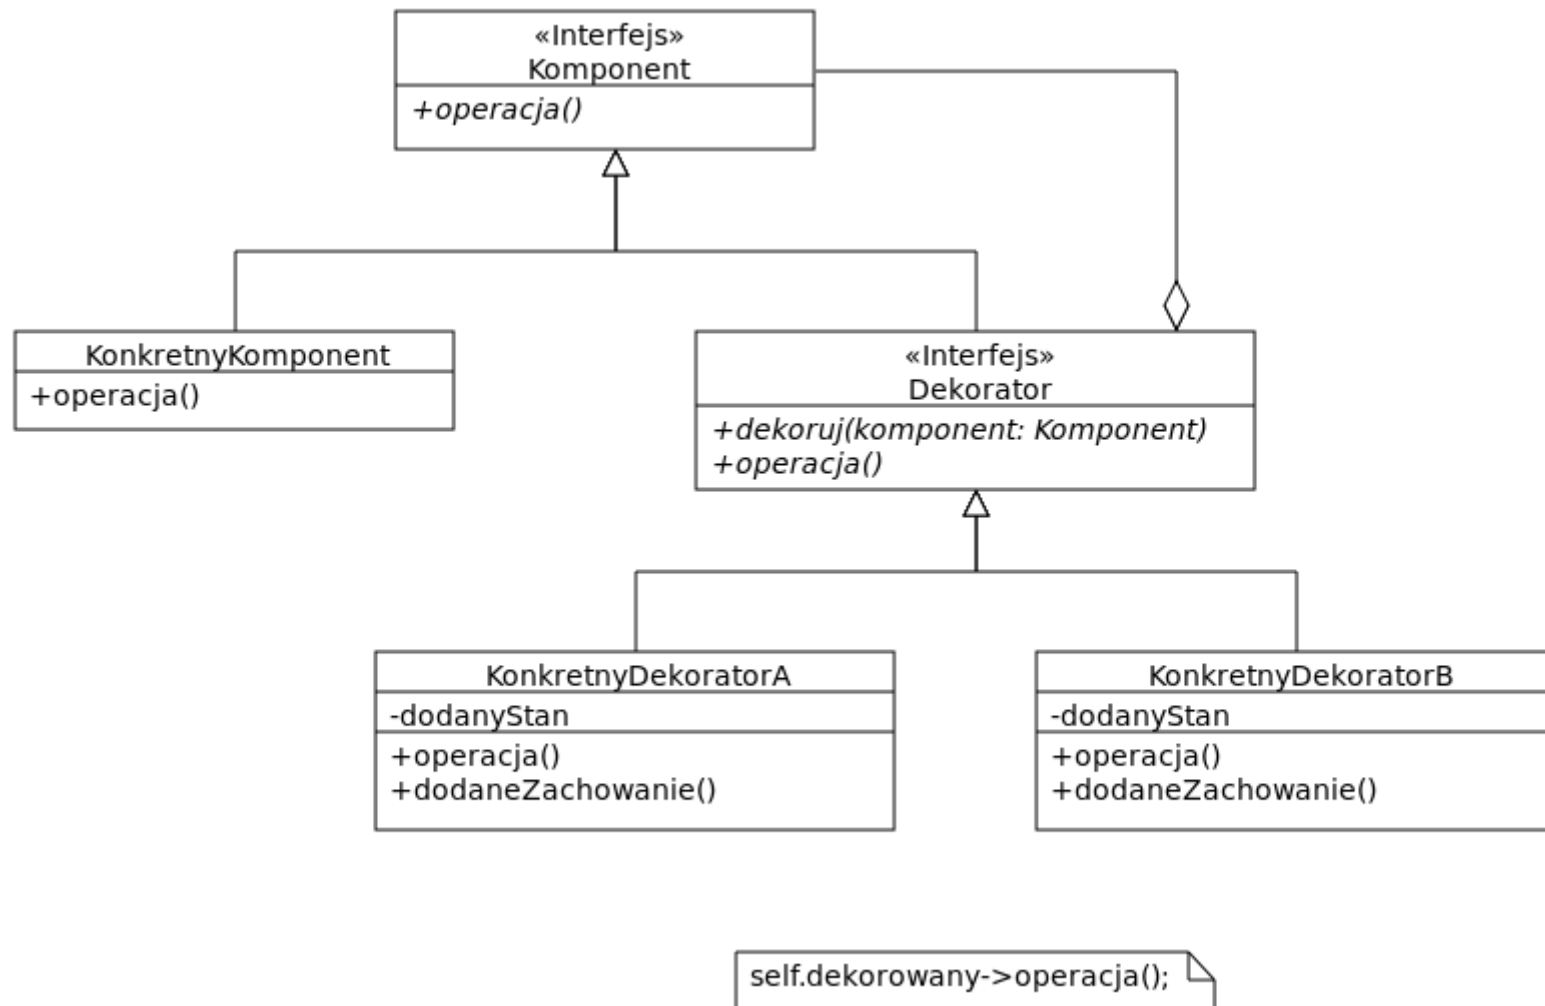 «Interfejs»
Komponent
+operacja()
KonkretnyKomponent
+operacja()
«Interfejs»
Dekorator
+dekoruj(komponent: Komponent)
+operacja()
KonkretnyDekoratorA
-dodanyStan
+operacja()
+dodaneZachowanie()
KonkretnyDekoratorB
-dodanyStan
+operacja()
+dodaneZachowanie()
self.dekorowany->operacja();